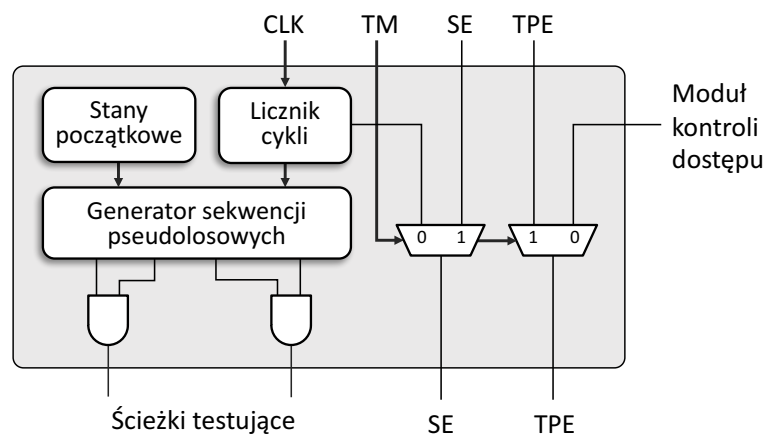 CLK TM SE TPE
Stany
początkowe
Licznik
cykli
Moduł
kontroli
dostępu
Generator sekwencji
pseudolosowych
0 1 1 0
Ścieżki testujące
SE TPE